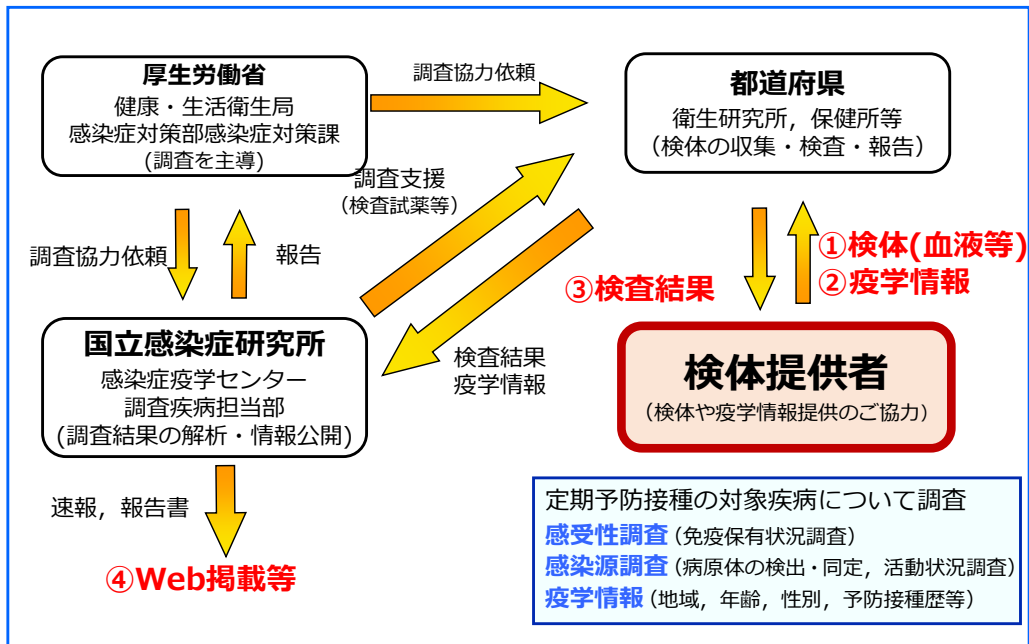 厚生労働省
健康・生活衛生局
感染症対策部感染症対策課
(調査を主導)
調査協力依頼
都道府県
衛生研究所，保健所等
（検体の収集・検査・報告）
調査支援
（検査試薬等）
調査協力依頼
報告
①検体(血液等)
②疫学情報
③検査結果
国立感染症研究所
感染症疫学センター
調査疾病担当部
(調査結果の解析・情報公開)
検査結果
疫学情報
検体提供者
（検体や疫学情報提供のご協力）
速報，報告書
④Web掲載等
定期予防接種の対象疾病について調査
感受性調査（免疫保有状況調査）
感染源調査（病原体の検出・同定，活動状況調査）
疫学情報（地域，年齢，性別，予防接種歴等）